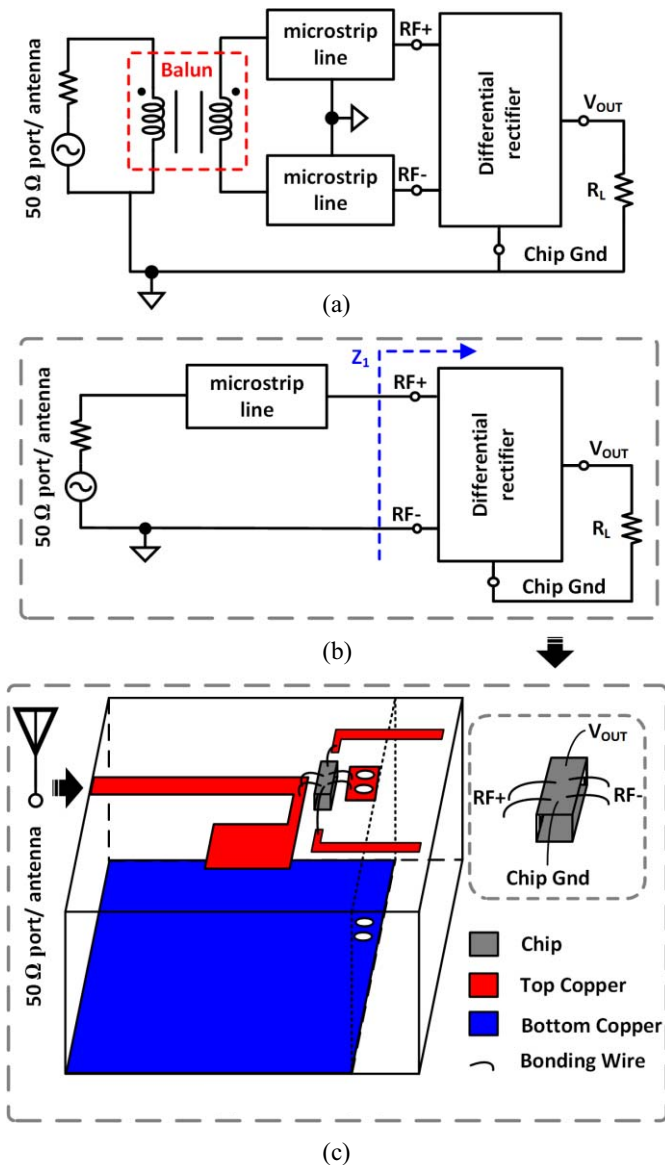 50 Ω port/ antenna
Balun
microstrip
line
microstrip
line
RF+
RF-
Differential
rectifier
VOUT
RL
Chip Gnd
(a)
50 Ω port/ antenna
microstrip
line
Z1
RF+
RF-
Differential
rectifier
VOUT
RL
Chip Gnd
(b)
50 Ω port/ antenna
VOUT
RF+
RF-
Chip Gnd
Chip
Top Copper
Bottom Copper
Bonding Wire
(c)